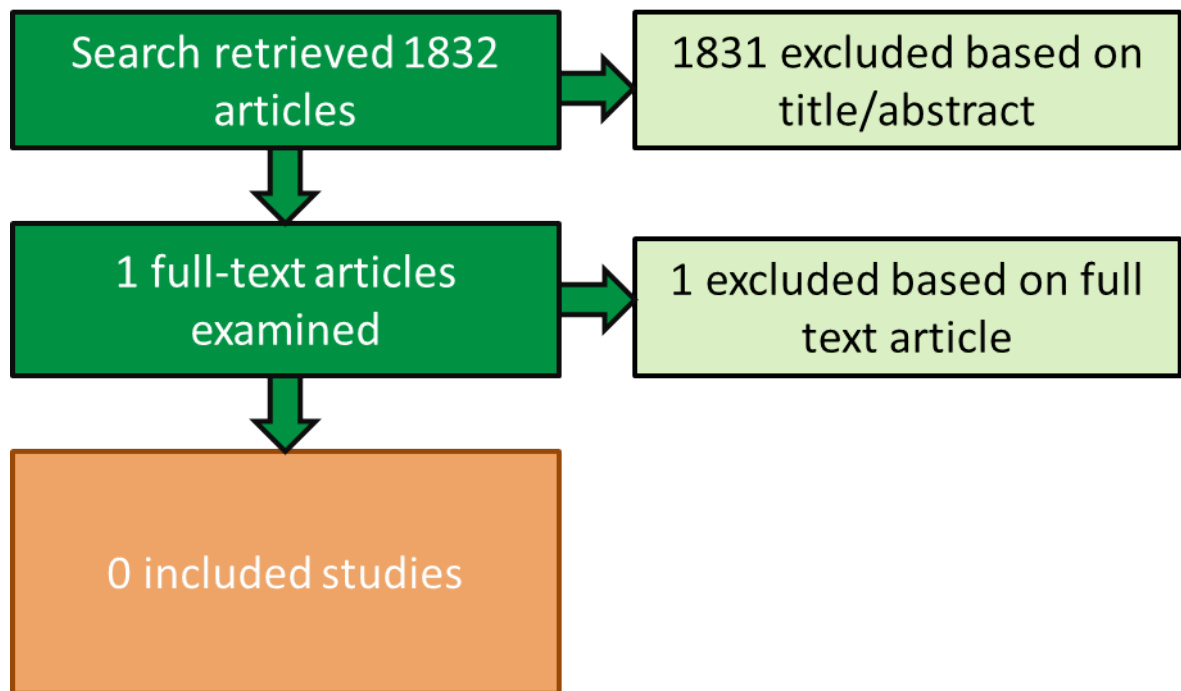 Search retrieved 1832
articles
1831 excluded based on
title/abstract
1 full-text articles
examined
1 excluded based on full
text article
0 included studies